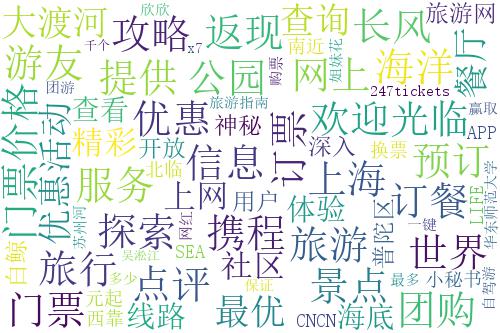 欣欣
大渡河
攻略
x7
返现
查询
旅游网
千个
南近
长风
姐妹花
游友
提供
公园
网上
海洋
餐厅
购票
团游
旅游指南
247tickets
门票价格
优惠活动
查看
优惠
神秘
订票
欢迎光临
赢取
精彩
开放
深入
换票
APP
服务
北临
信息
上海
预订
上网
用户
体验
普陀区
订餐
LIFE
华东师范大学
白鲸
苏州河
探索
网红
携程
旅游
一键
旅行
吴淞江
SEA
社区
景点
世界
点评
多少
保证
最多
小秘书
自驾游
门票
元起
西靠
线路
最优
CNCN
海底
团购